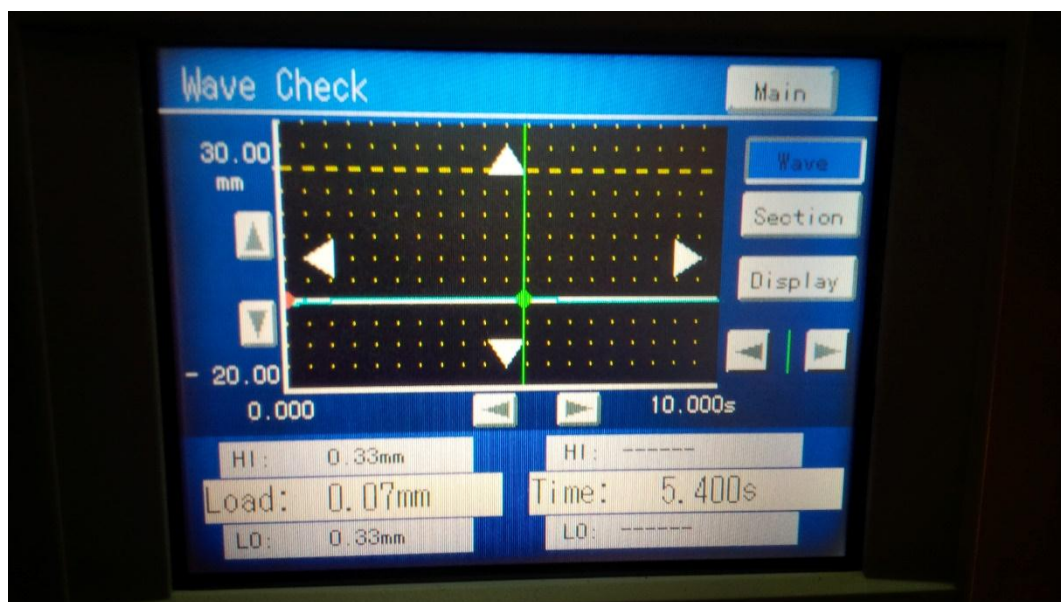 Wave Check
Main
30.00
mm
Wave
Section
Display
- 20.00
0.000
10.000s
HI: 0.33mm
HI: ------
Load: 0.07mm
Time: 5.400s
LO: 0.33mm
LO: ------